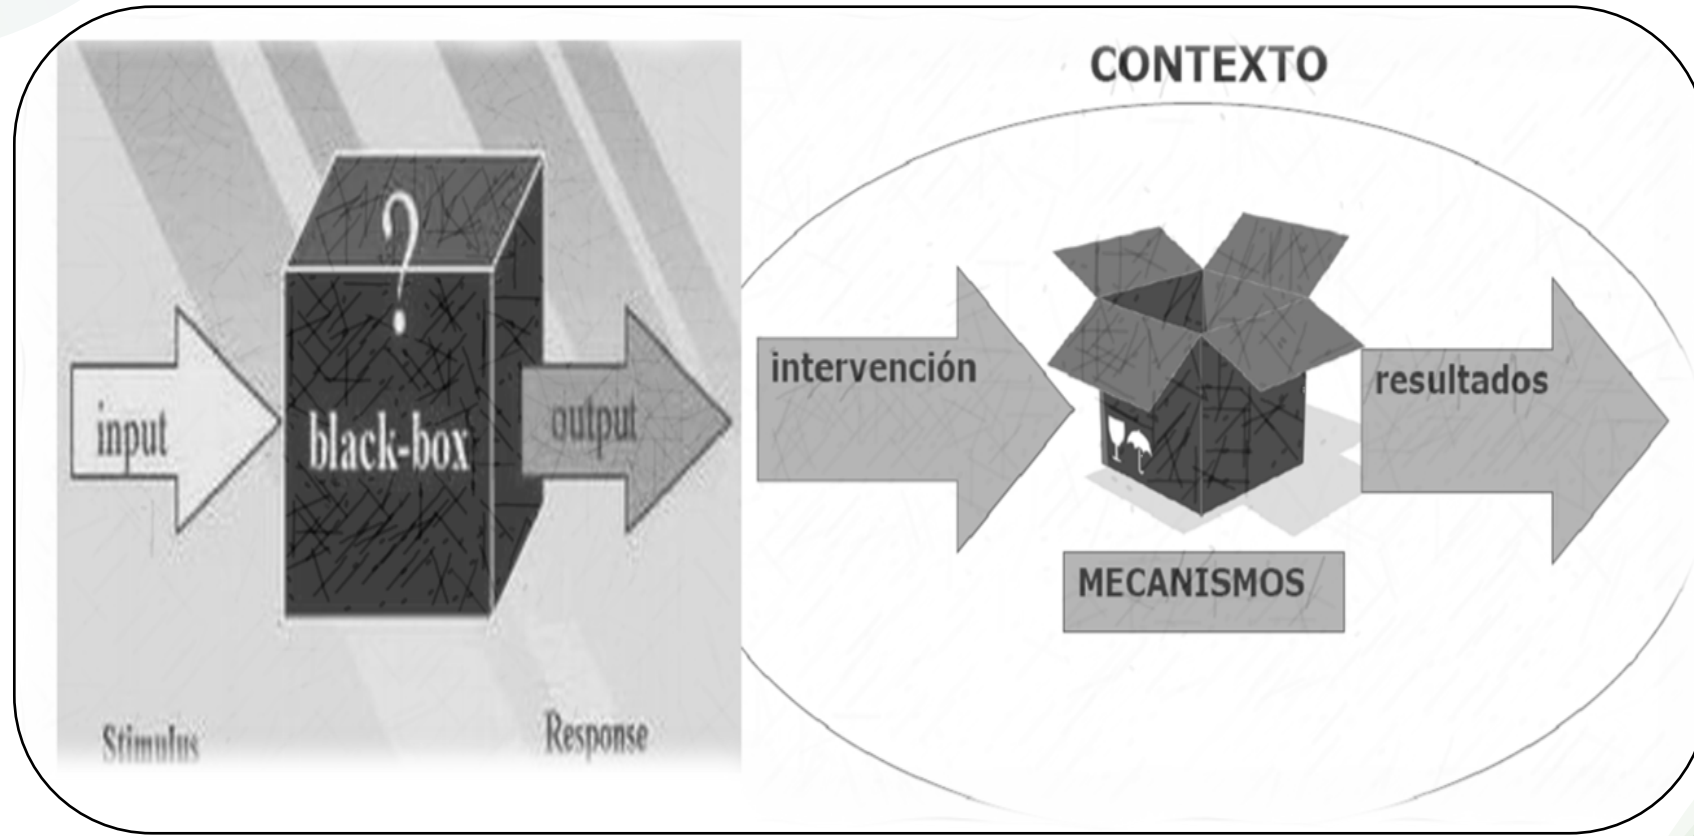 ?
input
black-box
output
Stimulus
Response
CONTEXTO
intervención
resultados
MECANISMOS